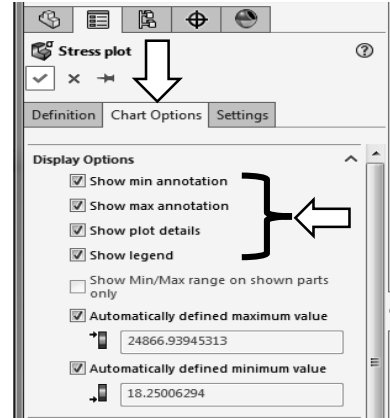 Stress plot
Definition Chart Options Settings
Display Options
Show min annotation
Show max annotation
Show plot details
Show legend
Show Min/Max range on shown parts
only
Automatically defined maximum value
24866.93945313
Automatically defined minimum value
18.25006294